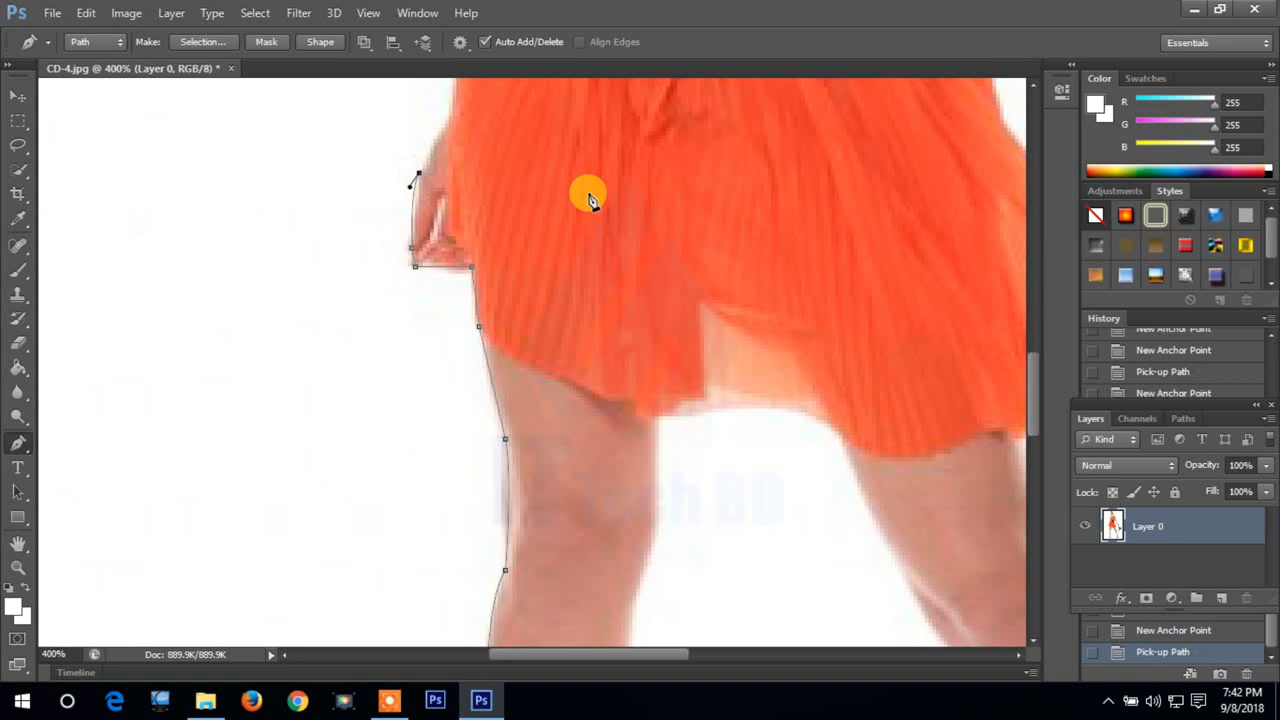 Ps File Edit Image Layer Type Select Filter 3D View Window Help
Path Make: Selection... Mask Shape Auto Add/Delete Align Edges Essentials
CD-4.jpg @ 400% (Layer 0, RGB/8) * ×
Color Swatches
R 255
G 255
B 255
Adjustments Styles
History
New Anchor Point
New Anchor Point
Pick-up Path
New Anchor Point
Layers Channels Paths
Kind
Normal Opacity: 100%
Lock: Fill: 100%
Layer 0
fx
New Anchor Point
Pick-up Path
400% Doc: 889.9K/889.9K
Timeline
7:42 PM
9/8/2018